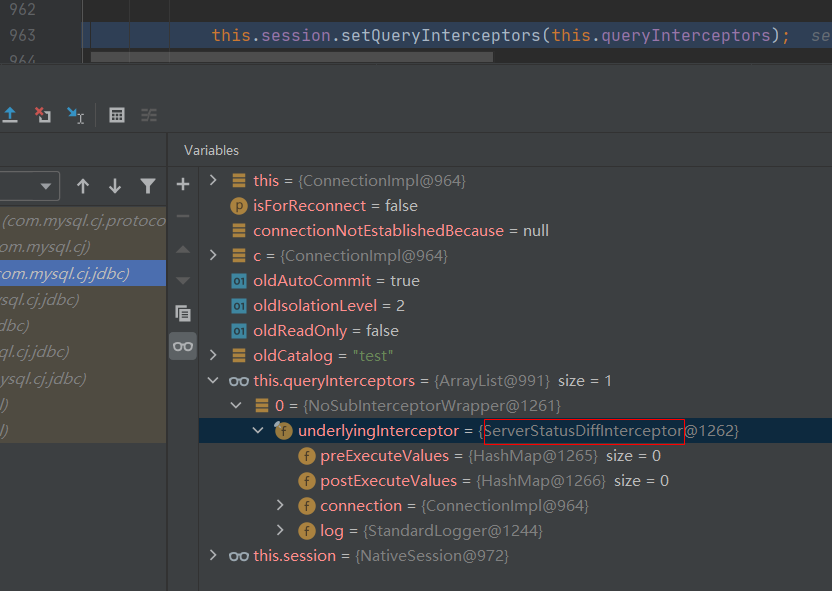 962
963 this.session.setQueryInterceptors(this.queryInterceptors); se
964
Variables
(com.mysql.cj.protoco
om.mysql.cj)
com.mysql.cj.jdbc)
sql.cj.jdbc)
dbc)
ql.cj.jdbc)
ysql.cj.jdbc)
l)
l)
this = {ConnectionImpl@964}
isForReconnect = false
connectionNotEstablishedBecause = null
c = {ConnectionImpl@964}
oldAutoCommit = true
oldIsolationLevel = 2
oldReadOnly = false
oldCatalog = "test"
this.queryInterceptors = {ArrayList@991} size = 1
0 = {NoSubInterceptorWrapper@1261}
underlyingInterceptor = {ServerStatusDiffInterceptor@1262}
preExecuteValues = {HashMap@1265} size = 0
postExecuteValues = {HashMap@1266} size = 0
connection = {ConnectionImpl@964}
log = {StandardLogger@1244}
this.session = {NativeSession@972}